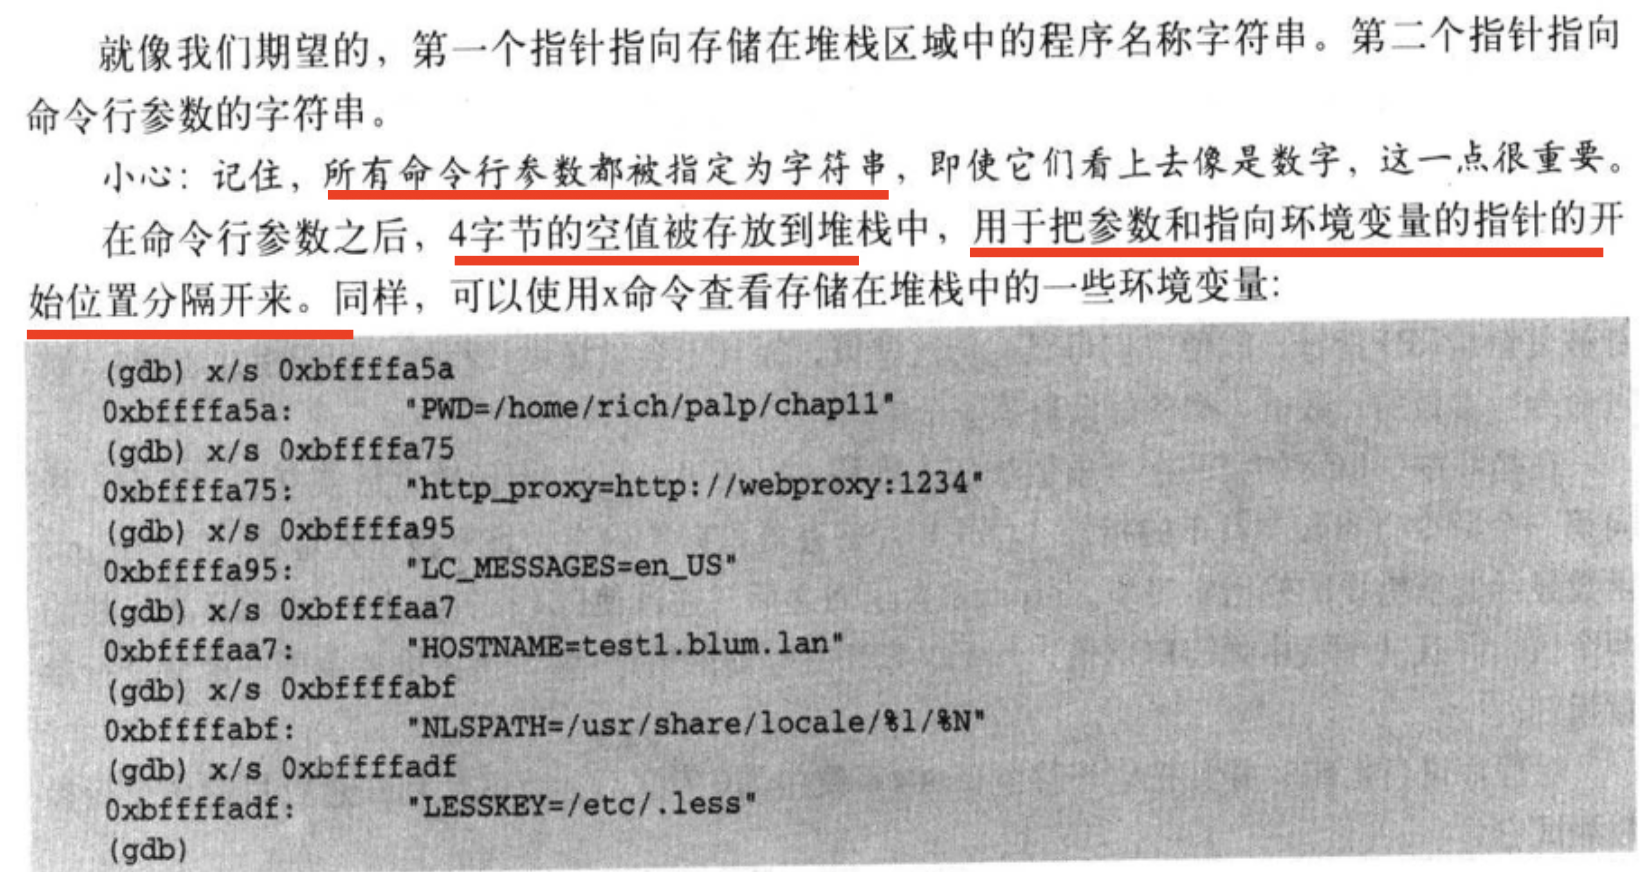 就像我们期望的，第一个指针指向存储在堆栈区域中的程序名称字符串。第二个指针指向
命令行参数的字符串。
小心：记住，所有命令行参数都被指定为字符串，即使它们看上去像是数字，这一点很重要。
在命令行参数之后，4字节的空值被存放到堆栈中，用于把参数和指向环境变量的指针的开
始位置分隔开来。同样，可以使用x命令查看存储在堆栈中的一些环境变量：
(gdb) x/s 0xbffffa5a
0xbffffa5a: "PWD=/home/rich/palp/chap11"
(gdb) x/s 0xbffffa75
0xbffffa75: "http_proxy=http://webproxy:1234"
(gdb) x/s 0xbffffa95
0xbffffa95: "LC_MESSAGES=en_US"
(gdb) x/s 0xbffffaa7
0xbffffaa7: "HOSTNAME=test1.blum.lan"
(gdb) x/s 0xbffffabf
0xbffffabf: "NLSPATH=/usr/share/locale/%l/%N"
(gdb) x/s 0xbffffadf
0xbffffadf: "LESSKEY=/etc/.less"
(gdb)